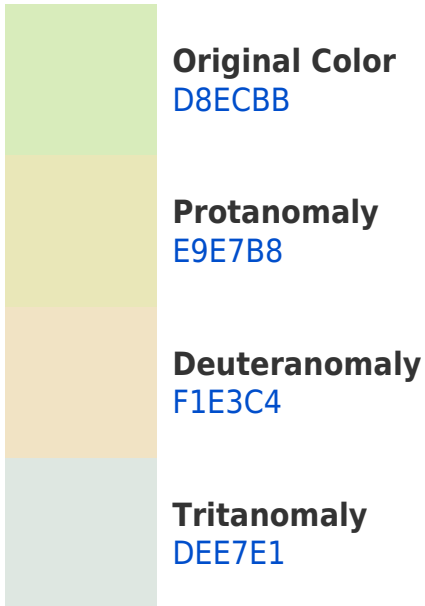 Original Color
D8ECBB
Protanomaly
E9E7B8
Deuteranomaly
F1E3C4
Tritanomaly
DEE7E1